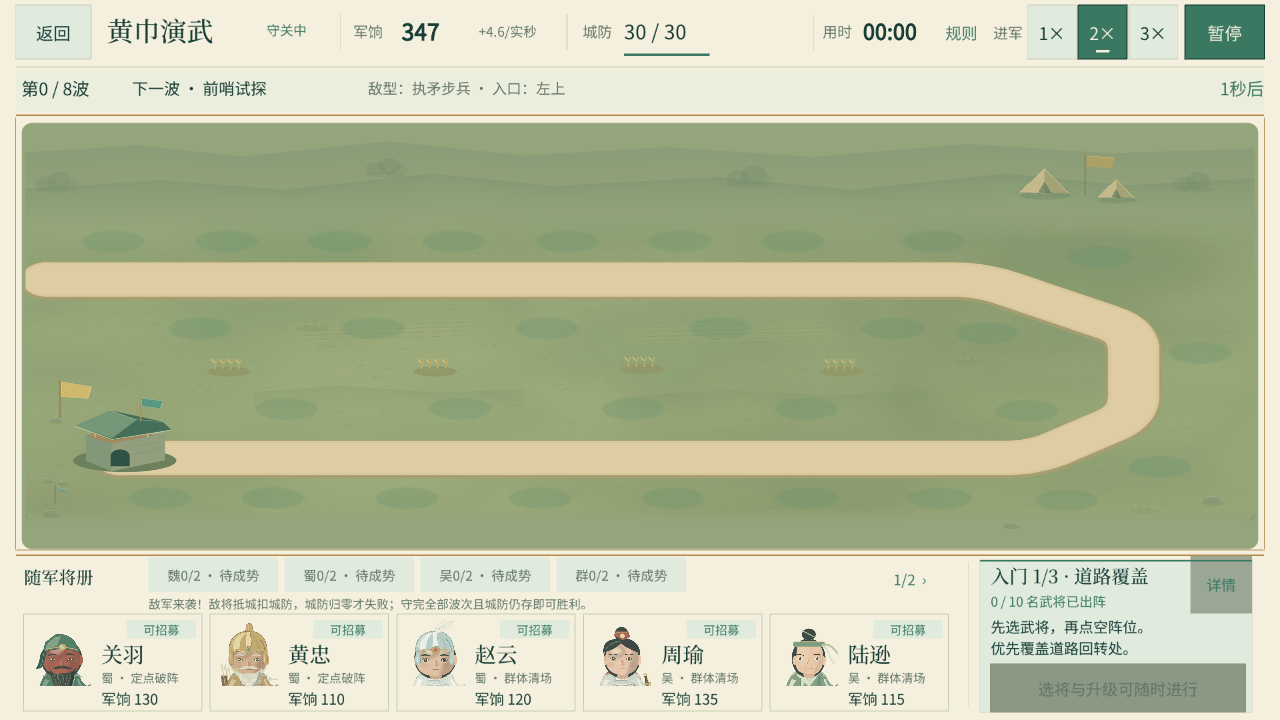 返回 黄巾演武 守关中 军饷 347 +4.6/实秒 城防 30 / 30 用时 00:00 规则 进军 1× 2× 3× 暂停
第0 / 8波 下一波 · 前哨试探 敌型：执矛步兵 · 入口：左上 1秒后
随军将册 魏0/2 · 待成势 蜀0/2 · 待成势 吴0/2 · 待成势 群0/2 · 待成势 1/2 ›
敌军来袭！敌将抵城扣城防，城防归零才失败；守完全部波次且城防仍存即可胜利。
可招募
关羽
蜀 · 定点破阵
军饷 130
可招募
黄忠
蜀 · 定点破阵
军饷 110
可招募
赵云
蜀 · 群体清场
军饷 120
可招募
周瑜
吴 · 群体清场
军饷 135
可招募
陆逊
吴 · 群体清场
军饷 115
入门 1/3 · 道路覆盖 详情
0 / 10 名武将已出阵
先选武将，再点空阵位。
优先覆盖道路回转处。
选将与升级可随时进行